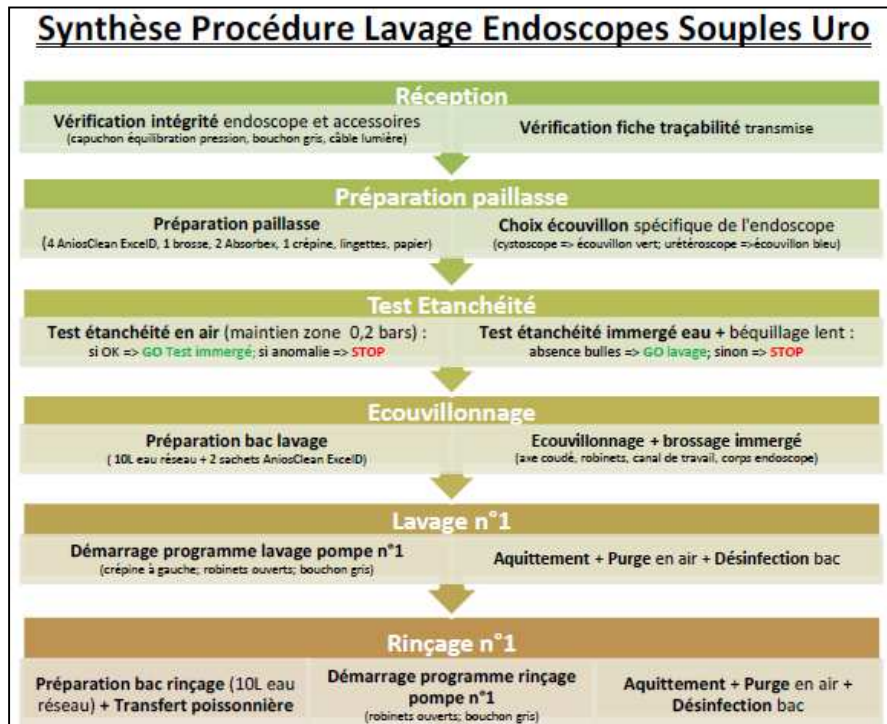 Synthèse Procédure Lavage Endoscopes Souples Uro
Réception
Vérification intégrité endoscope et accessoires
(capuchon équilibration pression, bouchon gris, câble lumière)
Vérification fiche traçabilité transmise
Préparation paillasse
Préparation paillasse
(4 AniosClean ExcelD, 1 brosse, 2 Absorbex, 1 crépine, lingettes, papier)
Choix écouvillon spécifique de l'endoscope
(cystoscope => écouvillon vert; urétéroscope =>écouvillon bleu)
Test Etanchéité
Test étanchéité en air (maintien zone 0,2 bars) :
si OK => GO Test immergé; si anomalie => STOP
Test étanchéité immergé eau + béquillage lent :
absence bulles => GO lavage; sinon => STOP
Ecouvillonnage
Préparation bac lavage
( 10L eau réseau + 2 sachets AniosClean ExcelD)
Ecouvillonnage + brossage immergé
(axe coudé, robinets, canal de travail, corps endoscope)
Lavage n°1
Démarrage programme lavage pompe n°1
(crépine à gauche; robinets ouverts; bouchon gris)
Aquittement + Purge en air + Désinfection bac
Rinçage n°1
Préparation bac rinçage (10L eau
réseau) + Transfert poissonnière
Démarrage programme rinçage
pompe n°1
(robinets ouverts; bouchon gris)
Aquittement + Purge en air +
Désinfection bac